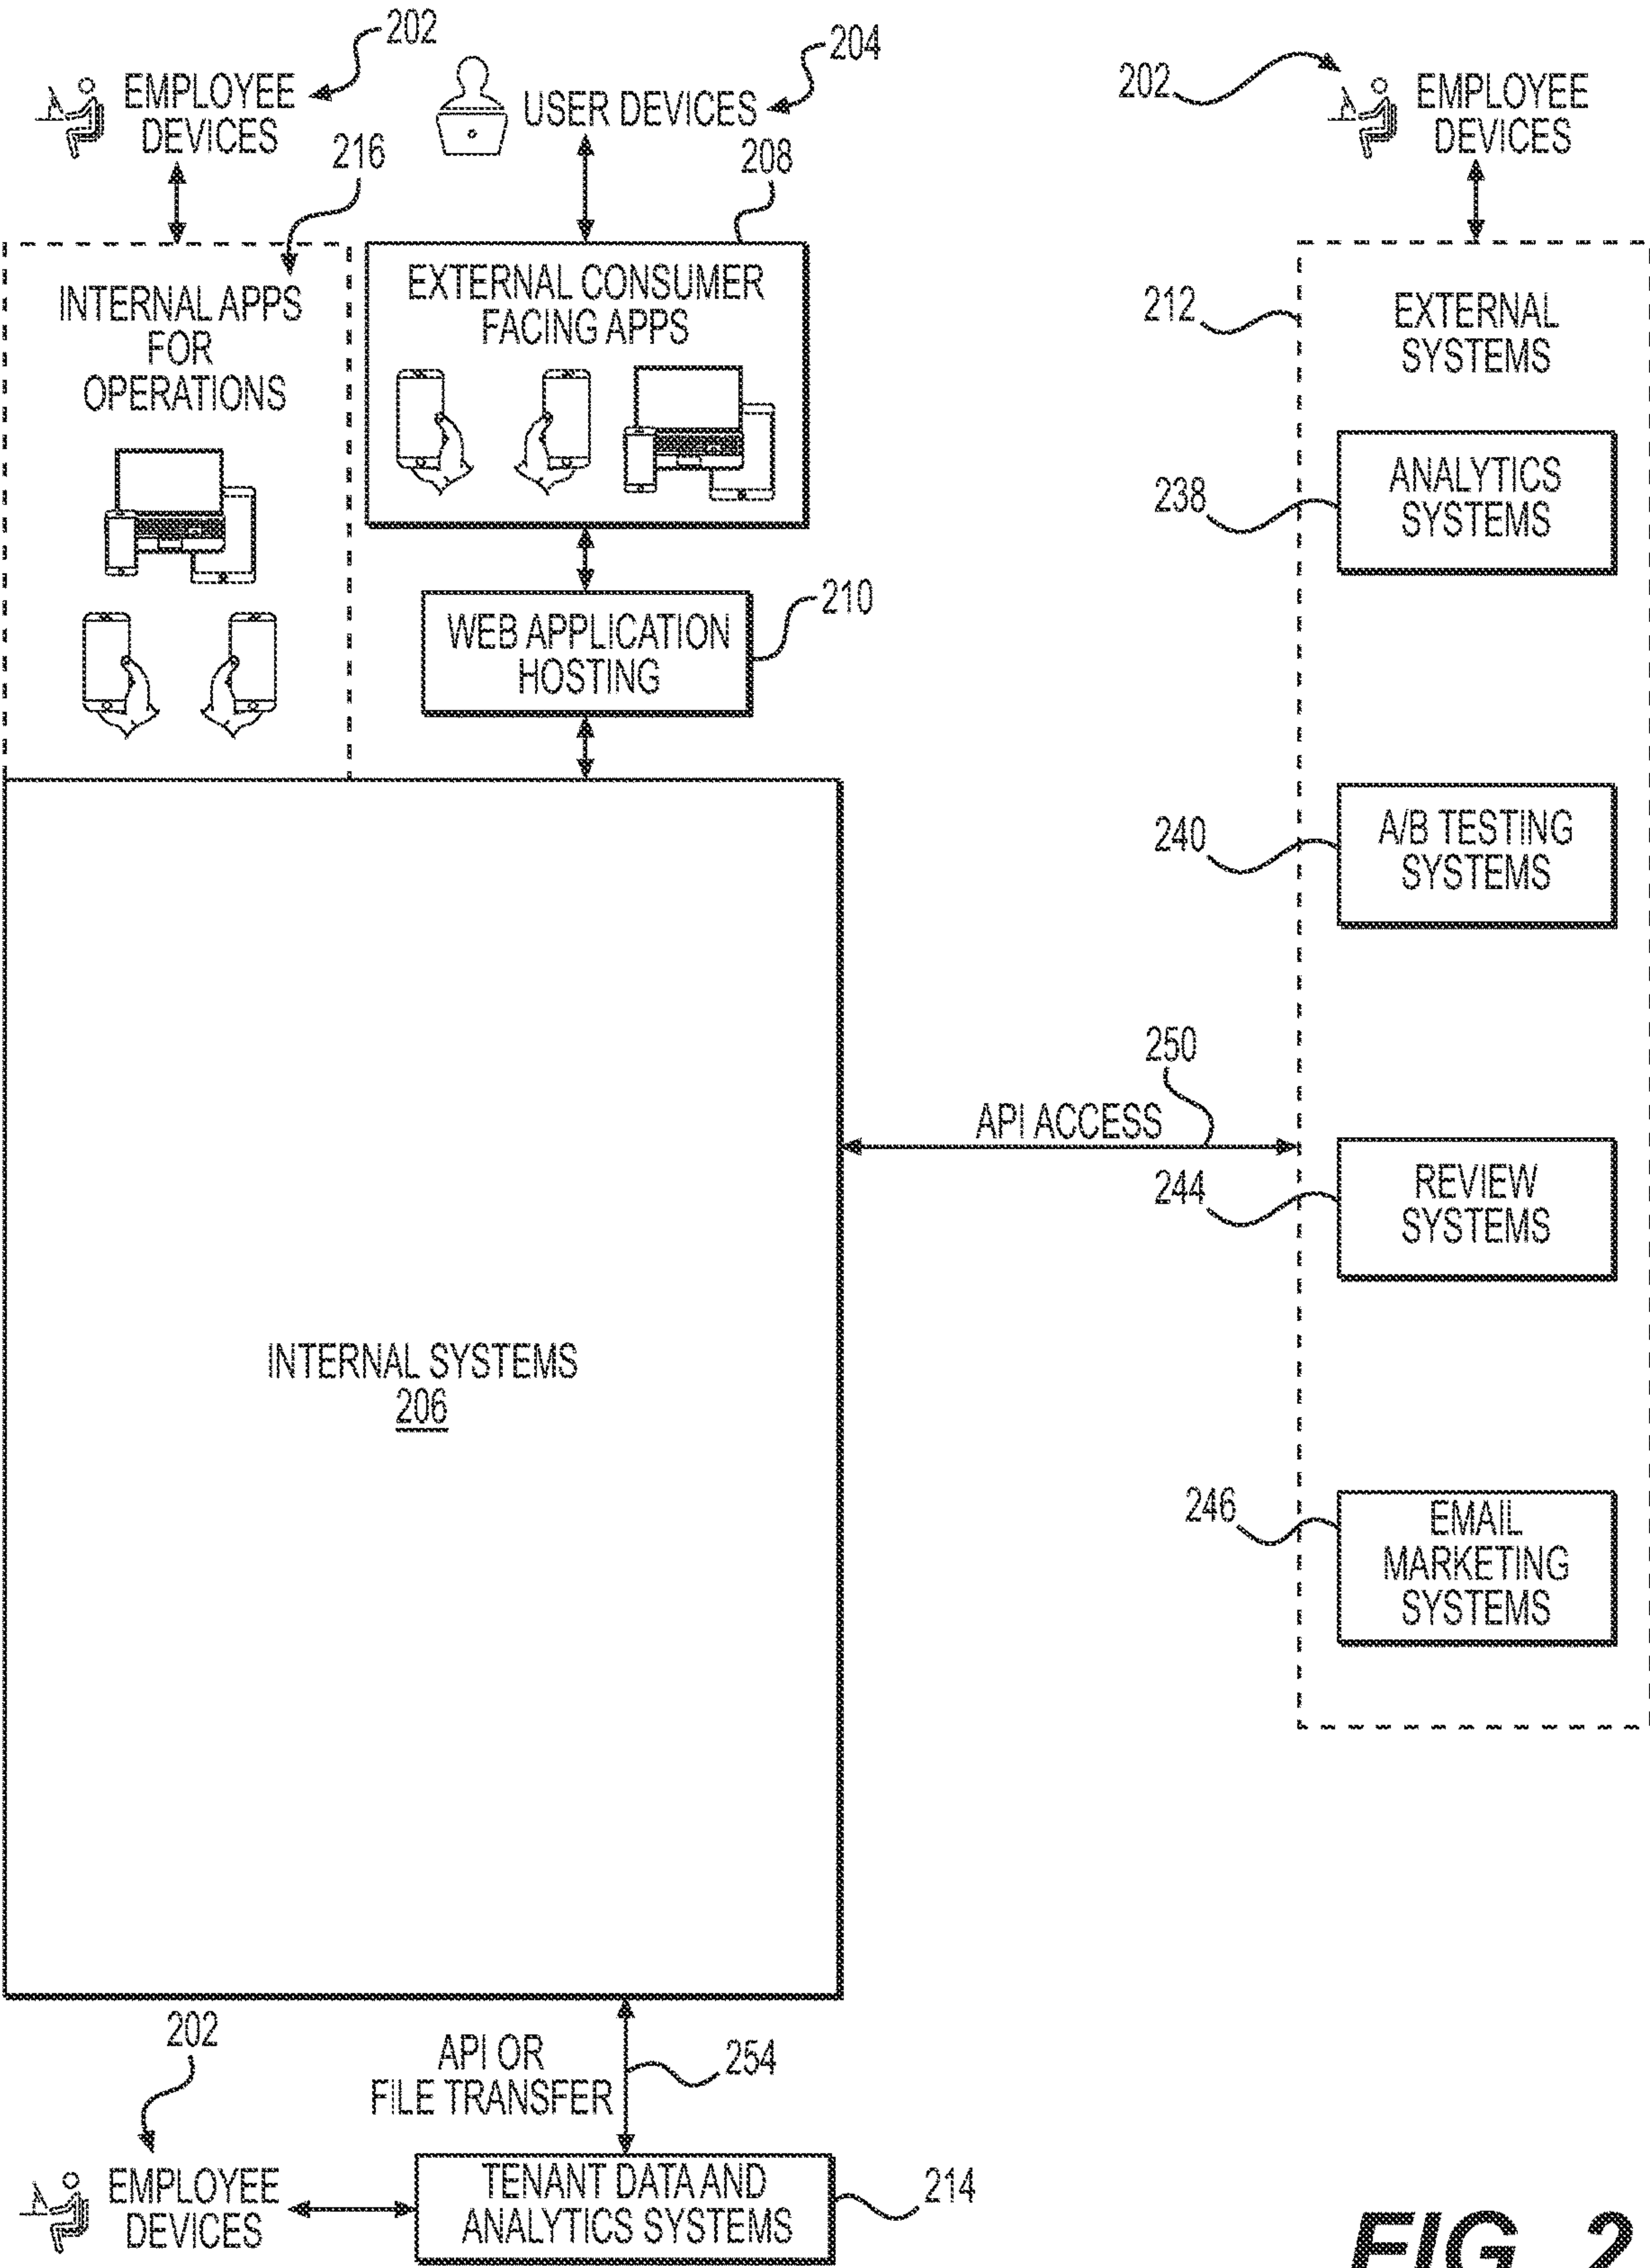 202
EMPLOYEE
DEVICES
204
USER DEVICES
202
EMPLOYEE
DEVICES
216
208
INTERNAL APPS
FOR
OPERATIONS
EXTERNAL CONSUMER
FACING APPS
212
EXTERNAL
SYSTEMS
238
ANALYTICS
SYSTEMS
WEB APPLICATION
HOSTING
210
240
A/B TESTING
SYSTEMS
250
API ACCESS
244
REVIEW
SYSTEMS
INTERNAL SYSTEMS
206
246
EMAIL
MARKETING
SYSTEMS
202
API OR
FILE TRANSFER
254
EMPLOYEE
DEVICES
TENANT DATA AND
ANALYTICS SYSTEMS
214
FIG. 2